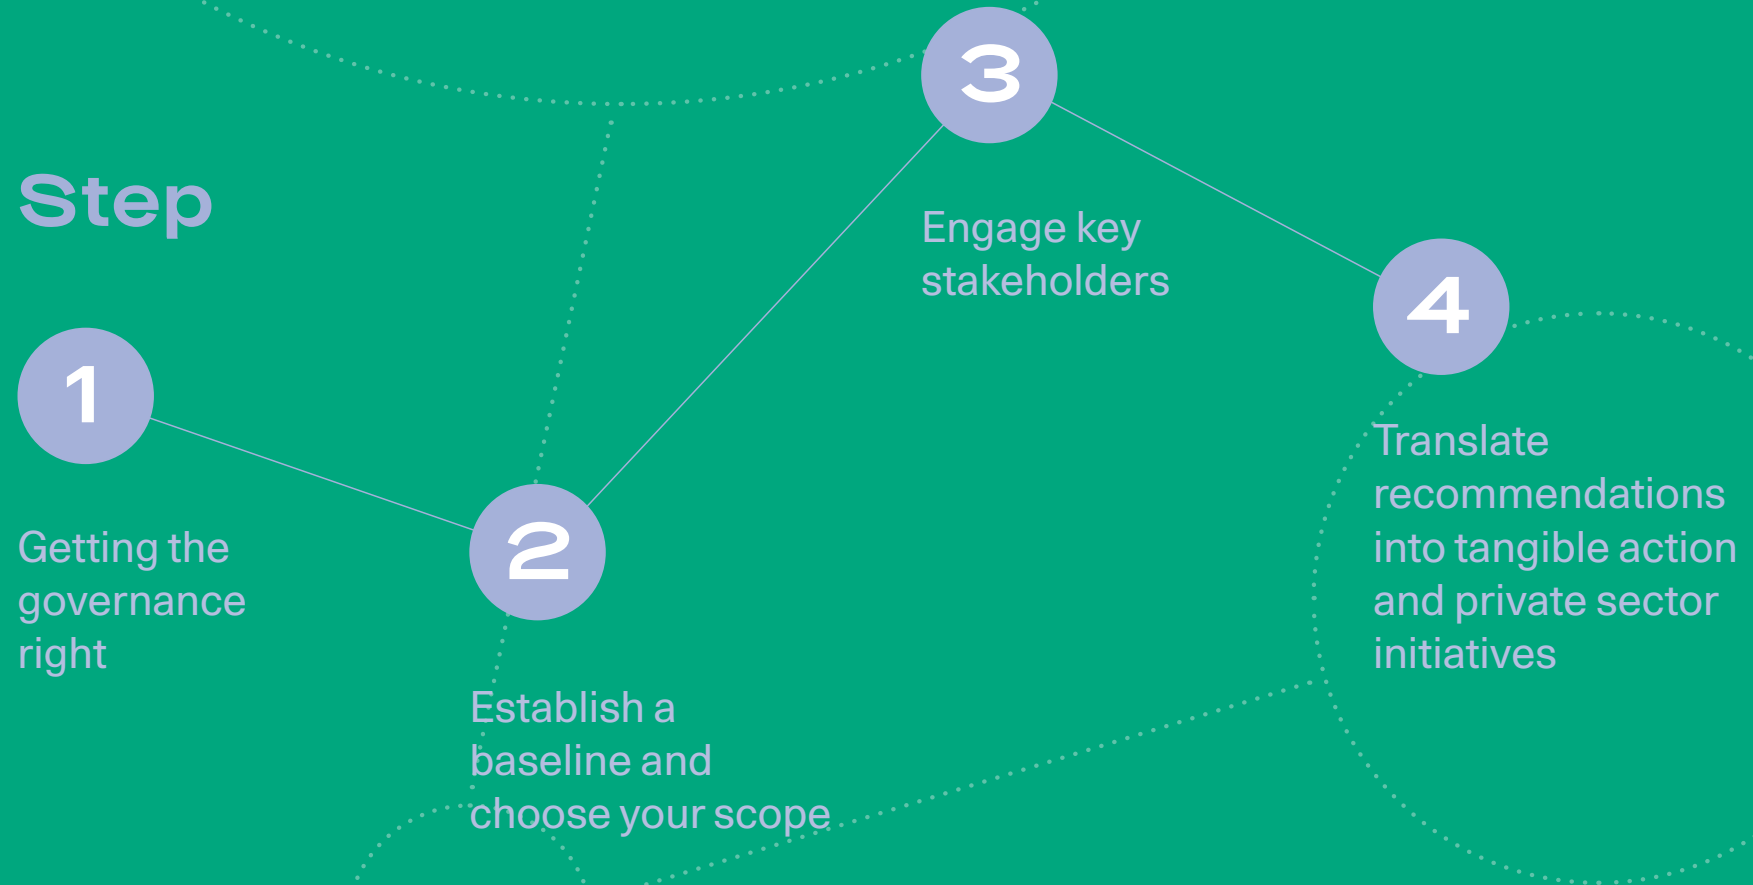 Step
1
Getting the
governance
right
2
Establish a
baseline and
choose your scope
3
Engage key
stakeholders
4
Translate
recommendations
into tangible action
and private sector
initiatives